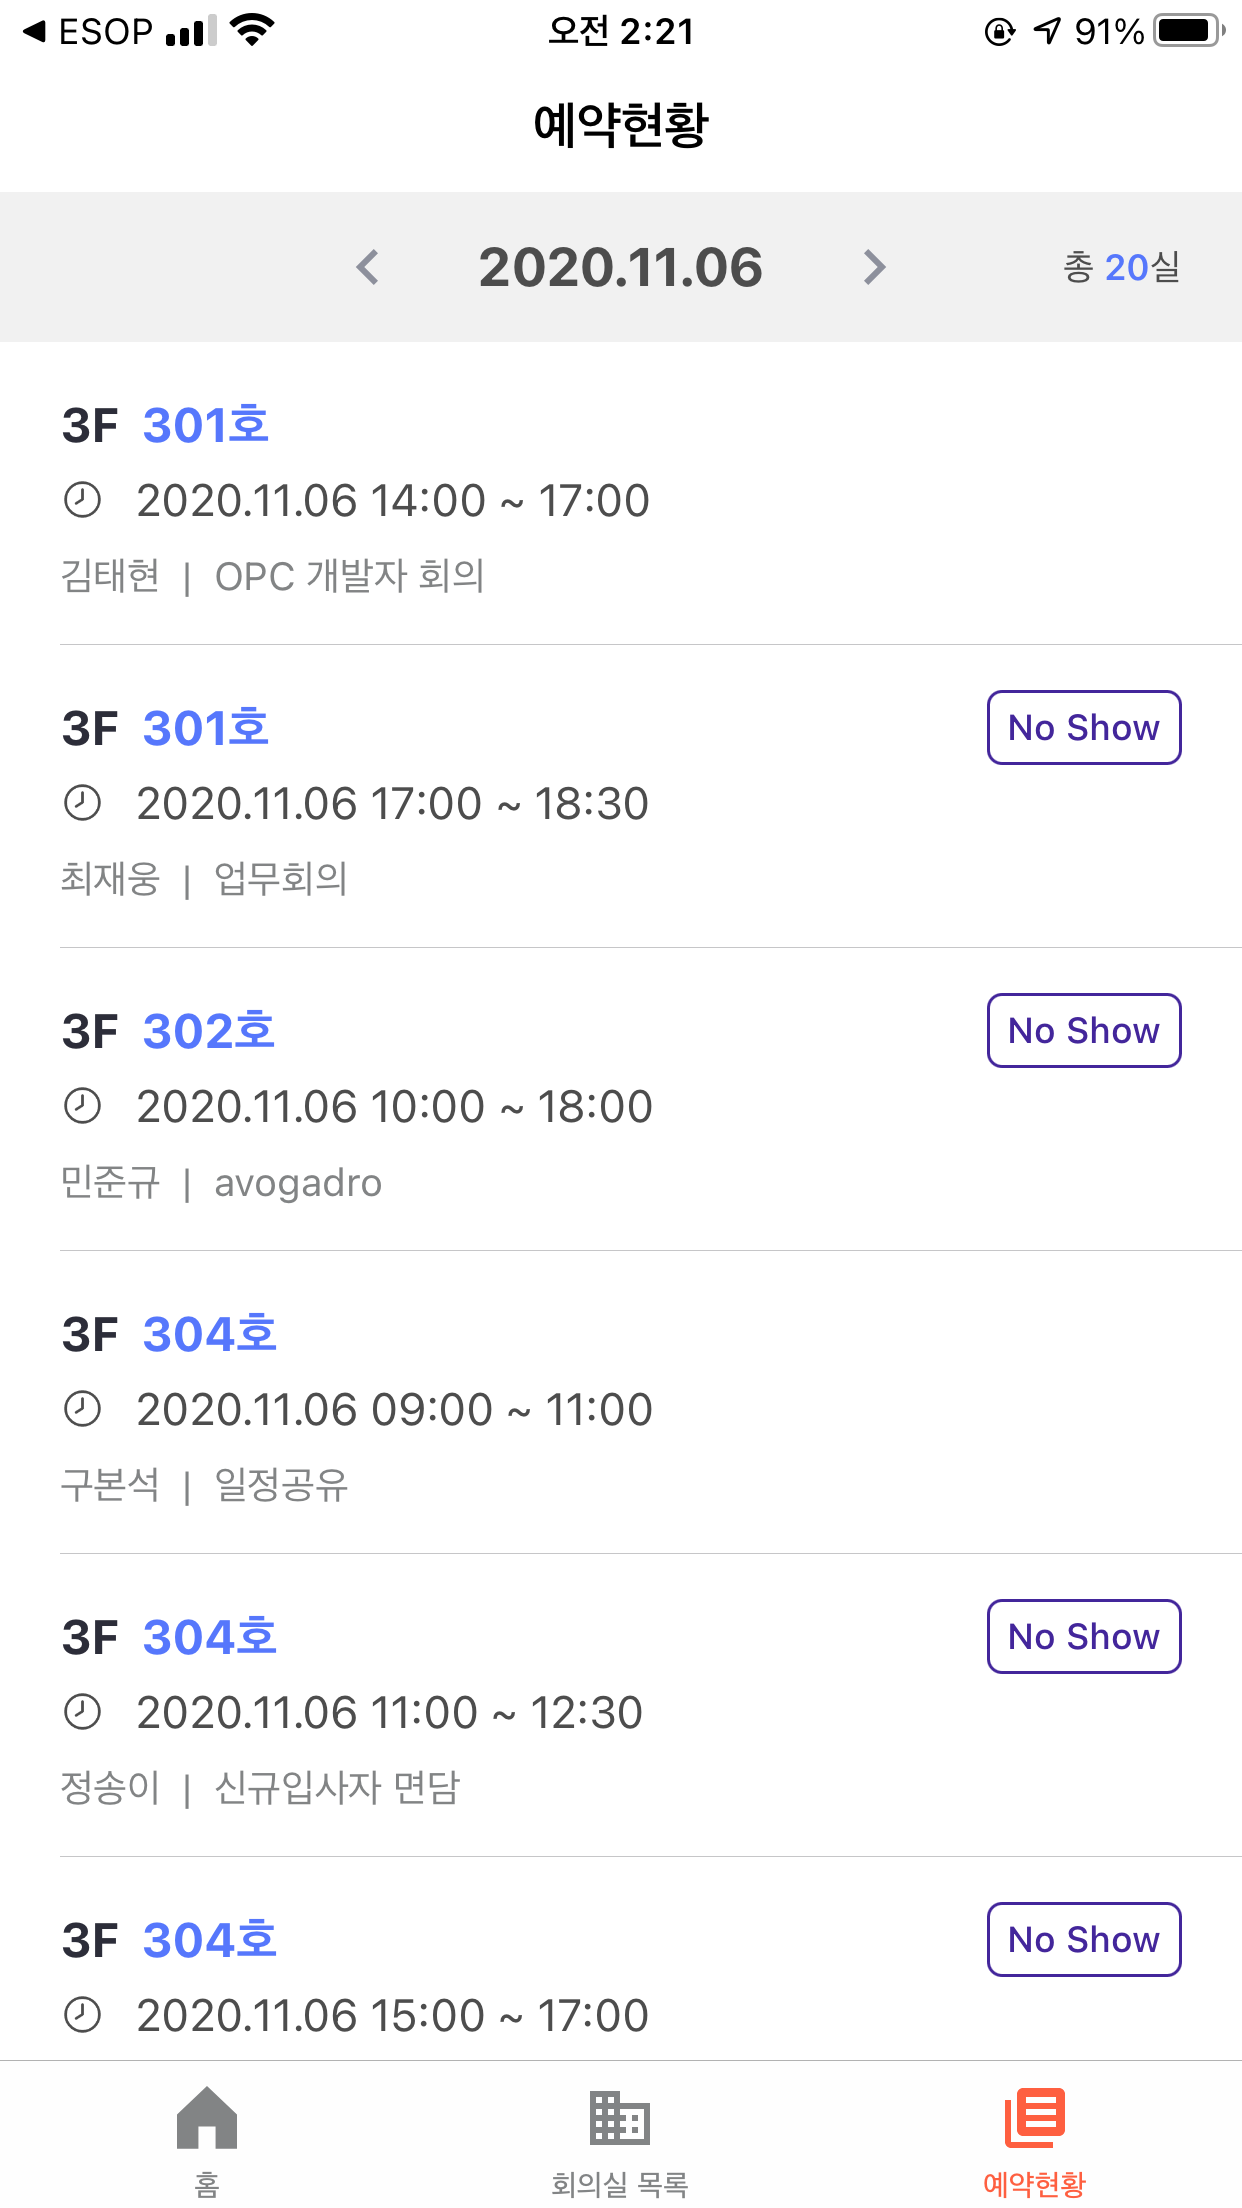 ESOP 오전 2:21 91%
예약현황
2020.11.06 총 20실
3F 301호
2020.11.06 14:00 ~ 17:00
김태현 | OPC 개발자 회의
3F 301호 No Show
2020.11.06 17:00 ~ 18:30
최재웅 | 업무회의
3F 302호 No Show
2020.11.06 10:00 ~ 18:00
민준규 | avogadro
3F 304호
2020.11.06 09:00 ~ 11:00
구본석 | 일정공유
3F 304호 No Show
2020.11.06 11:00 ~ 12:30
정송이 | 신규입사자 면담
3F 304호 No Show
2020.11.06 15:00 ~ 17:00
홈 회의실 목록 예약현황